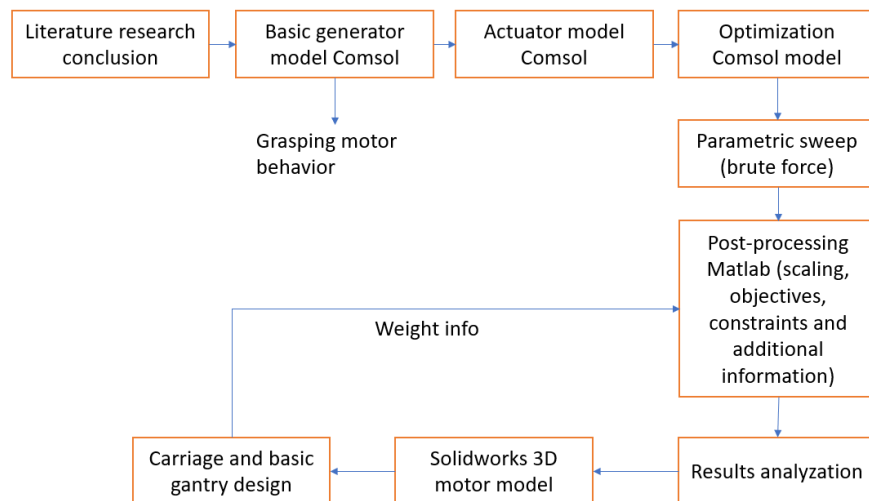 Literature research
conclusion
Basic generator
model Comsol
Actuator model
Comsol
Optimization
Comsol model
Grasping motor
behavior
Parametric sweep
(brute force)
Post-processing
Matlab (scaling,
objectives,
constraints and
additional
information)
Weight info
Carriage and basic
gantry design
Solidworks 3D
motor model
Results analyzation